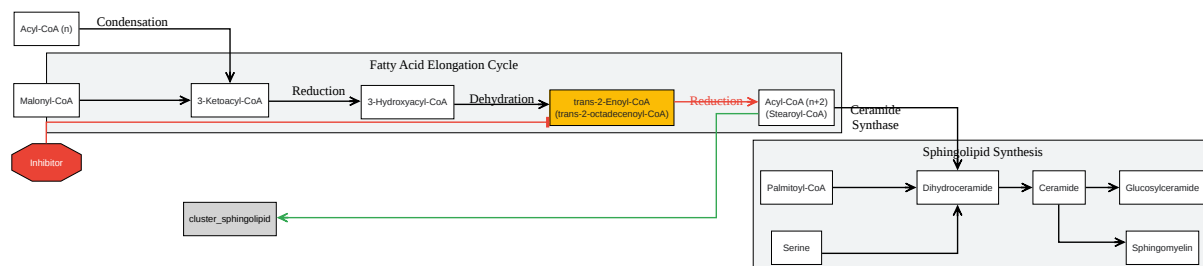 Acyl-CoA (n)
Condensation
Fatty Acid Elongation Cycle
Malonyl-CoA
3-Ketoacyl-CoA
Reduction
3-Hydroxyacyl-CoA
Dehydration
trans-2-Enoyl-CoA
(trans-2-octadecenoyl-CoA)
Reduction
Acyl-CoA (n+2)
(Stearoyl-CoA)
Ceramide
Synthase
Inhibitor
Sphingolipid Synthesis
Palmitoyl-CoA
Dihydroceramide
Ceramide
Glucosylceramide
cluster_sphingolipid
Serine
Sphingomyelin